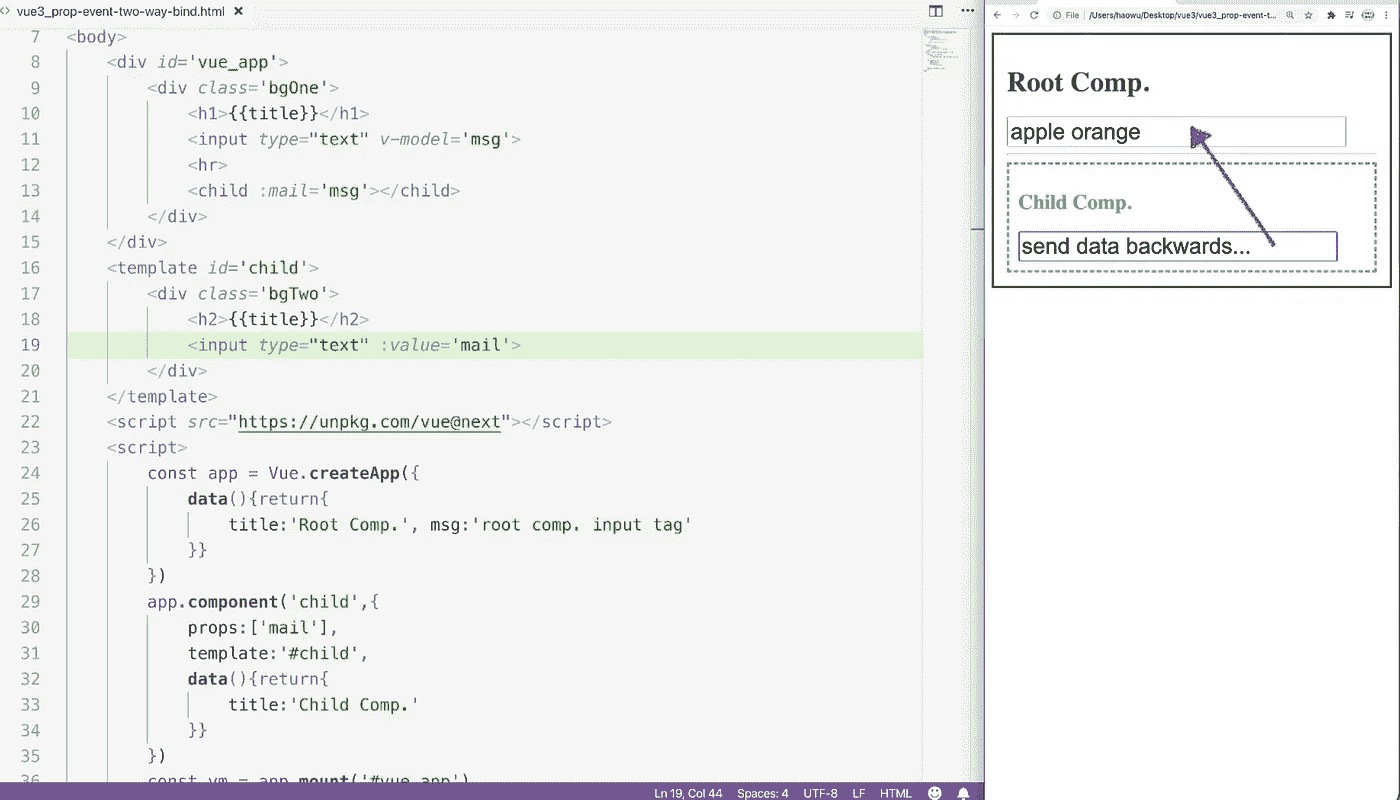 vue3_prop-event-two-way-bind.html ×
7 <body>
8 <div id='vue_app'>
9 <div class='bgOne'>
10 <h1>{{title}}</h1>
11 <input type="text" v-model='msg'>
12 <hr>
13 <child :mail='msg'></child>
14 </div>
15 </div>
16 <template id='child'>
17 <div class='bgTwo'>
18 <h2>{{title}}</h2>
19 <input type="text" :value='mail'>
20 </div>
21 </template>
22 <script src="https://unpkg.com/vue@next"></script>
23 <script>
24 const app = Vue.createApp({
25 data(){return{
26 title:'Root Comp.', msg:'root comp. input tag'
27 }}
28 })
29 app.component('child',{
30 props:['mail'],
31 template:'#child',
32 data(){return{
33 title:'Child Comp.'
34 }}
35 })
36 const vm = app.mount('#vue_app')
Ln 19, Col 44 Spaces: 4 UTF-8 LF HTML
File /Users/haowu/Desktop/vue3/vue3_prop-event-t...
Root Comp.
apple orange
Child Comp.
send data backwards...